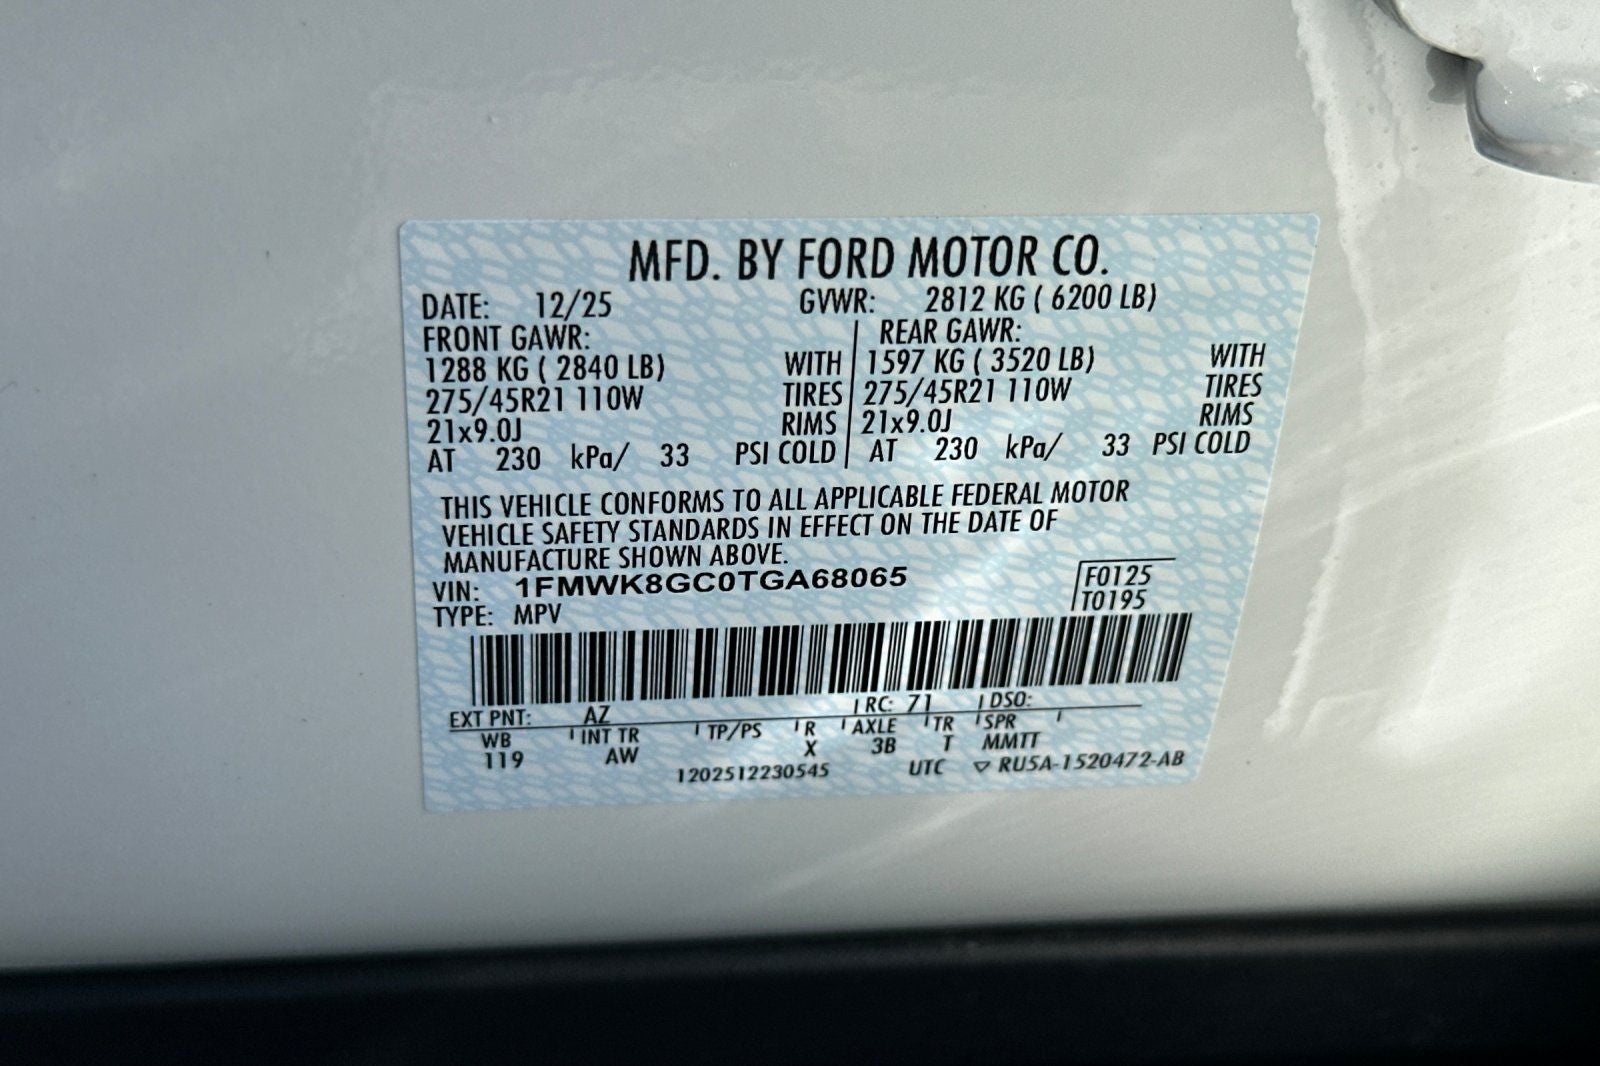 MFD. BY FORD MOTOR CO.
DATE: 12/25 GVWR: 2812 KG ( 6200 LB)
FRONT GAWR: REAR GAWR:
1288 KG ( 2840 LB) WITH 1597 KG ( 3520 LB) WITH
275/45R21 110W TIRES 275/45R21 110W TIRES
21x9.0J RIMS 21x9.0J RIMS
AT 230 kPa/ 33 PSI COLD AT 230 kPa/ 33 PSI COLD
THIS VEHICLE CONFORMS TO ALL APPLICABLE FEDERAL MOTOR
VEHICLE SAFETY STANDARDS IN EFFECT ON THE DATE OF
MANUFACTURE SHOWN ABOVE.
VIN: 1FMWK8GC0TGA68065 F0125
TYPE: MPV T0195
EXT PNT: AZ RC: 71 DSO:
WB INT TR TP/PS R AXLE TR SPR
119 AW X 3B T MMTT
1202512230545 UTC ▽ RU5A-1520472-AB